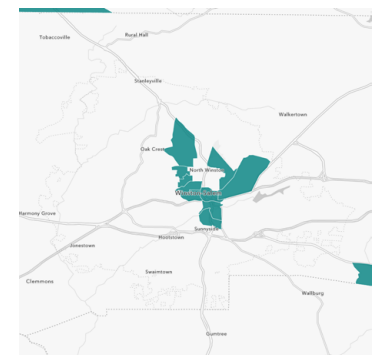 Rural Hall
Tobaccoville
Stanleyville
Walkertown
Oak Crest
North Winston
Winston-Salem
Harmony Grove
Sunnyside
Hootstown
Jonestown
Swaimtown
Clemmons
Wallburg
Gumtree